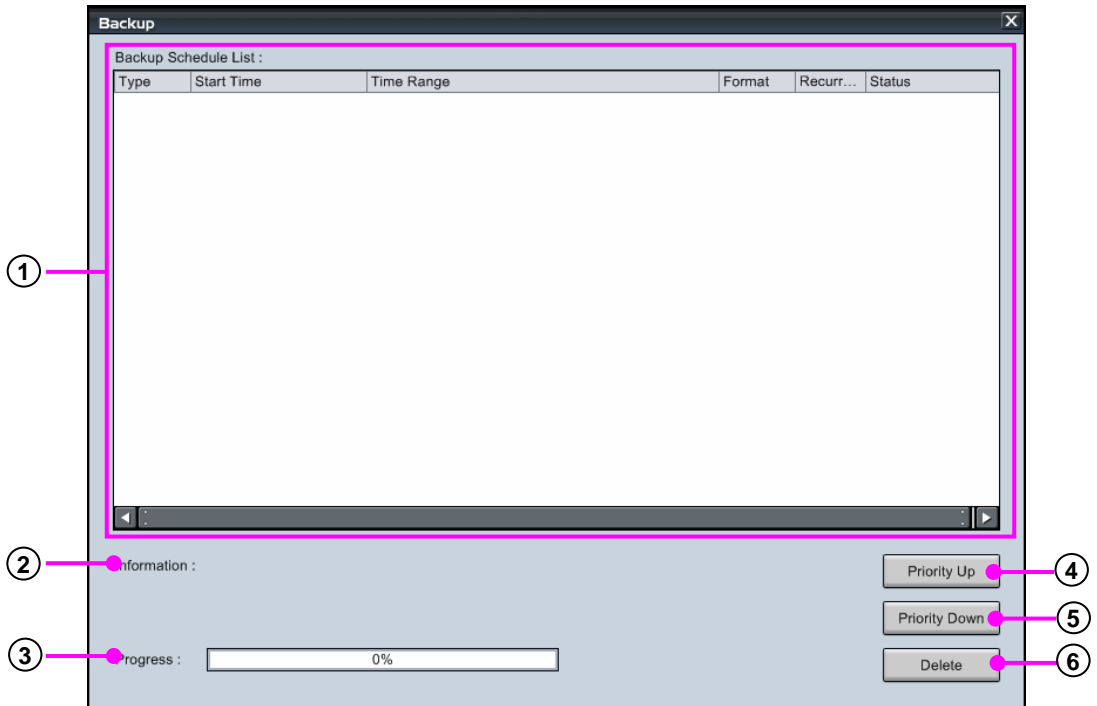 Backup
Backup Schedule List :
Type Start Time Time Range Format Recurr... Status
1
2 Information : Priority Up 4
Priority Down 5
3 Progress : 0% Delete 6